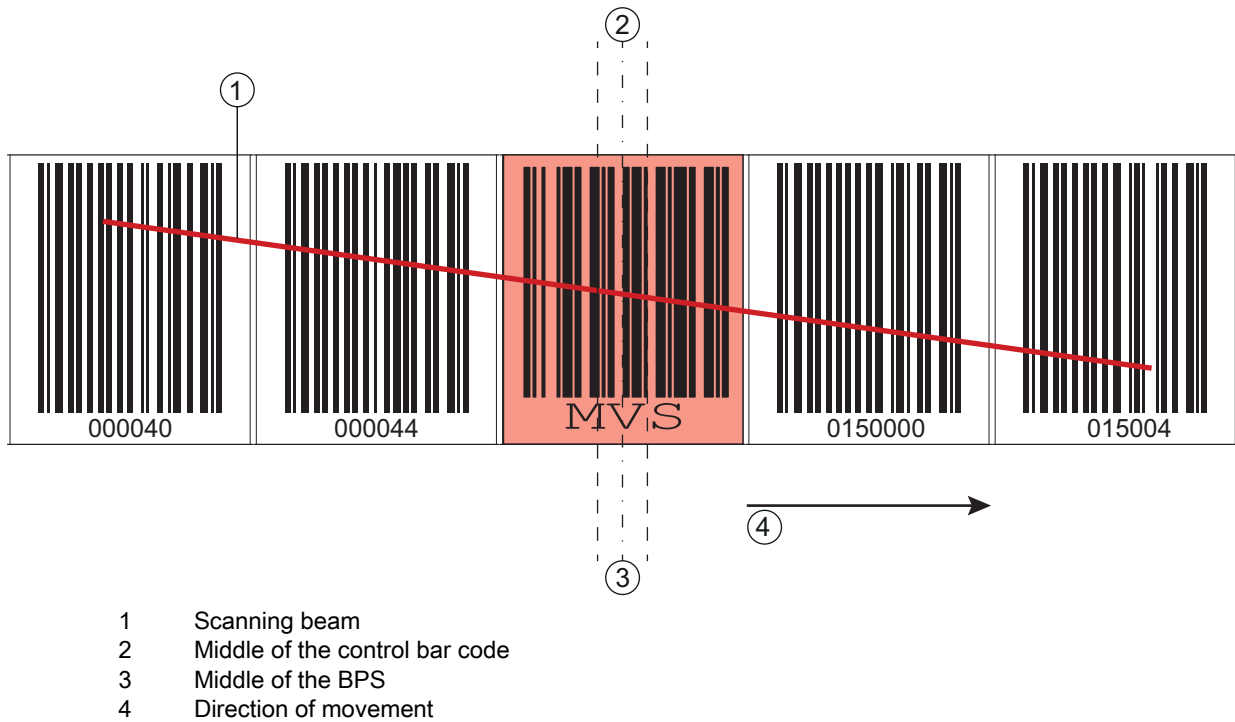 2
1
000040 000044 MVS 0150000 015004
4
3
1 Scanning beam
2 Middle of the control bar code
3 Middle of the BPS
4 Direction of movement